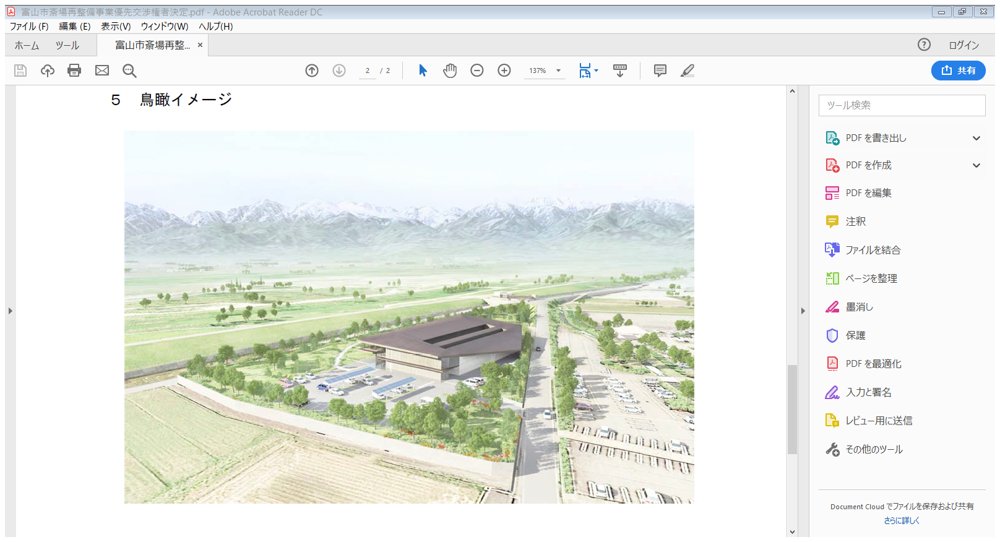 富山市斎場再整備事業優先交渉権者決定.pdf - Adobe Acrobat Reader DC
ファイル (F) 編集 (E) 表示(V) ウィンドウ(W) ヘルプ(H)
ホーム ツール 富山市斎場再整... × ログイン
2 / 2 137% 共有
5 鳥瞰イメージ
ツール検索
PDF を書き出し
PDF を作成
PDF を編集
注釈
ファイルを結合
ページを整理
墨消し
保護
PDF を最適化
入力と署名
レビュー用に送信
その他のツール
Document Cloud でファイルを保存および共有
さらに詳しく